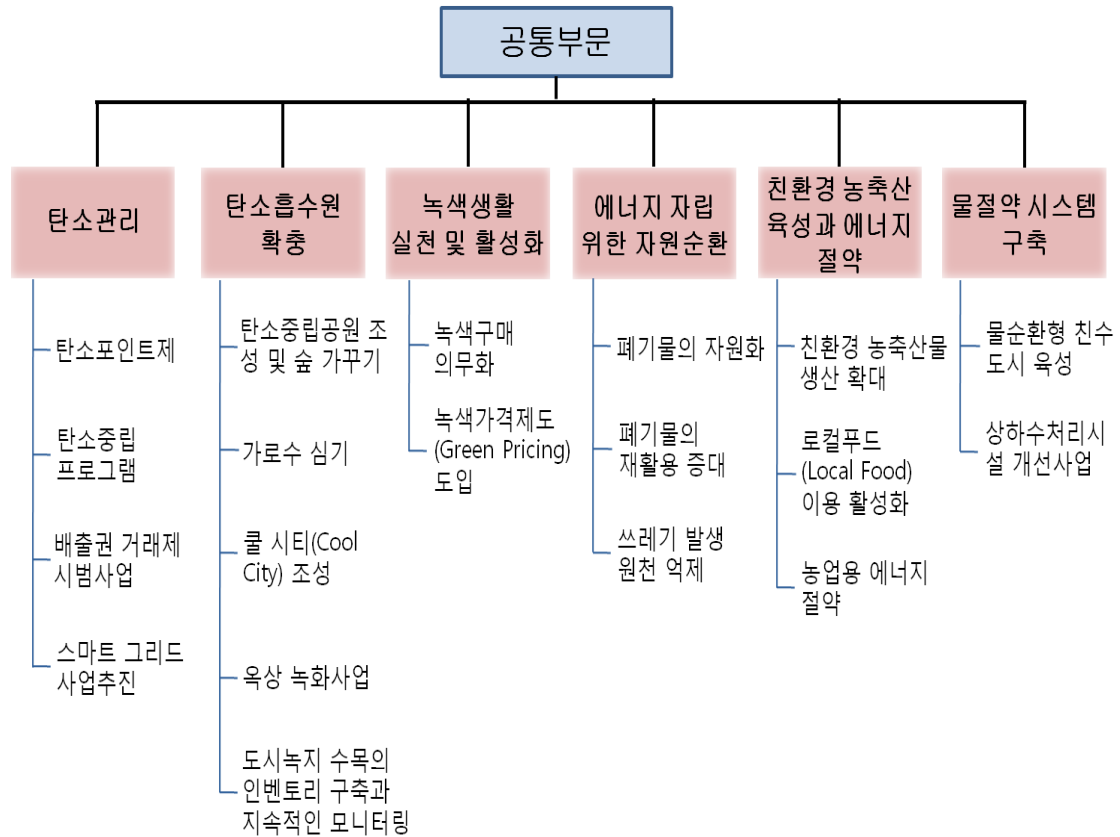 공통부문
탄소관리
탄소포인트제
탄소중립
프로그램
배출권 거래제
시범사업
스마트 그리드
사업추진
탄소흡수원
확충
탄소중립공원 조
성 및 숲 가꾸기
가로수 심기
쿨 시티(Cool
City) 조성
옥상 녹화사업
도시녹지 수목의
인벤토리 구축과
지속적인 모니터링
녹색생활
실천 및 활성화
녹색구매
의무화
녹색가격제도
(Green Pricing)
도입
에너지 자립
위한 자원순환
폐기물의 자원화
폐기물의
재활용 증대
쓰레기 발생
원천 억제
친환경 농축산
육성과 에너지
절약
친환경 농축산물
생산 확대
로컬푸드
(Local Food)
이용 활성화
농업용 에너지
절약
물절약 시스템
구축
물순환형 친수
도시 육성
상하수처리시
설 개선사업